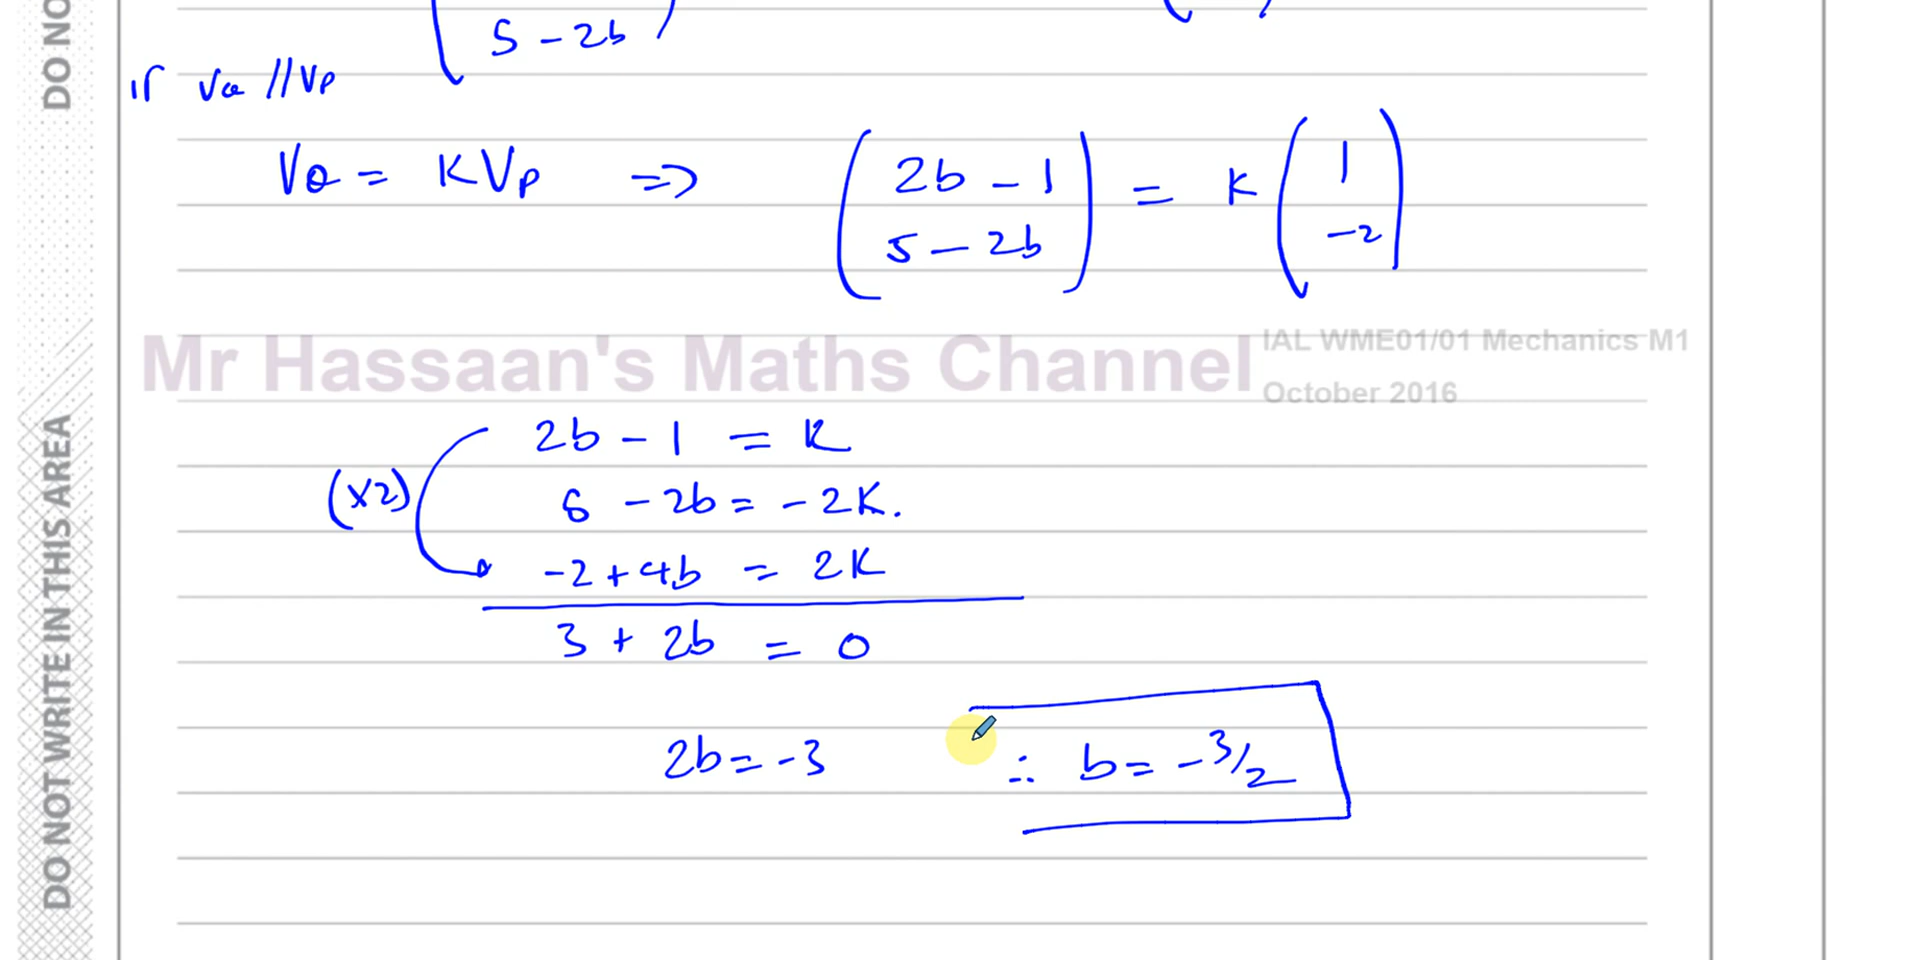 5 - 2b
If VQ // VP
VQ = KVP => (2b - 1
5 - 2b) = K (1
-2)
Mr Hassaan's Maths Channel
IAL WME01/01 Mechanics M1
October 2016
2b - 1 = K
(x2)
5 - 2b = -2K.
-2 + 4b = 2K
3 + 2b = 0
2b = -3 ∴ b = -3/2
DO NO
DO NOT WRITE IN THIS AREA